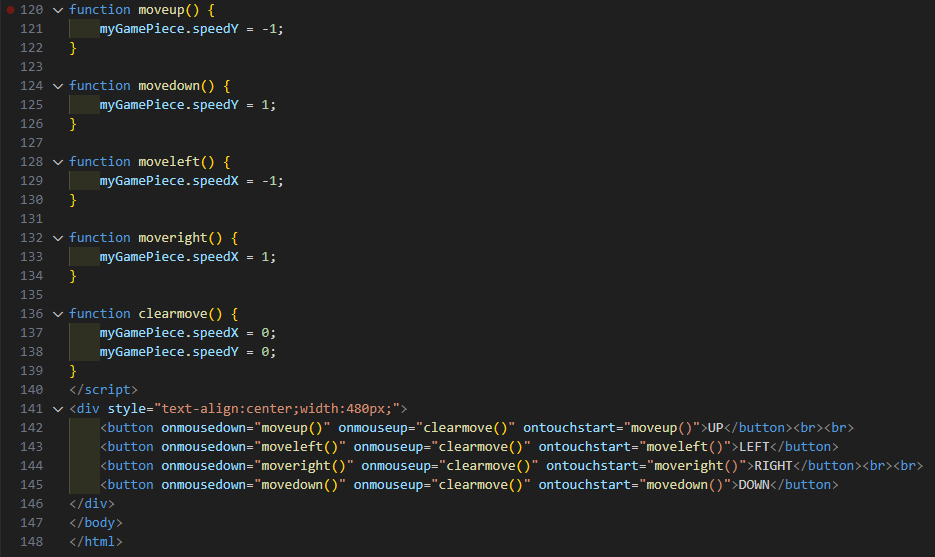 120 function moveup() {
121     myGamePiece.speedY = -1;
122 }
123
124 function movedown() {
125     myGamePiece.speedY = 1;
126 }
127
128 function moveleft() {
129     myGamePiece.speedX = -1;
130 }
131
132 function moveright() {
133     myGamePiece.speedX = 1;
134 }
135
136 function clearmove() {
137     myGamePiece.speedX = 0;
138     myGamePiece.speedY = 0;
139 }
140 </script>
141 <div style="text-align:center;width:480px;">
142     <button onmousedown="moveup()" onmouseup="clearmove()" ontouchstart="moveup()">UP</button><br><br>
143     <button onmousedown="moveleft()" onmouseup="clearmove()" ontouchstart="moveleft()">LEFT</button>
144     <button onmousedown="moveright()" onmouseup="clearmove()" ontouchstart="moveright()">RIGHT</button><br><br>
145     <button onmousedown="movedown()" onmouseup="clearmove()" ontouchstart="movedown()">DOWN</button>
146 </div>
147 </body>
148 </html>